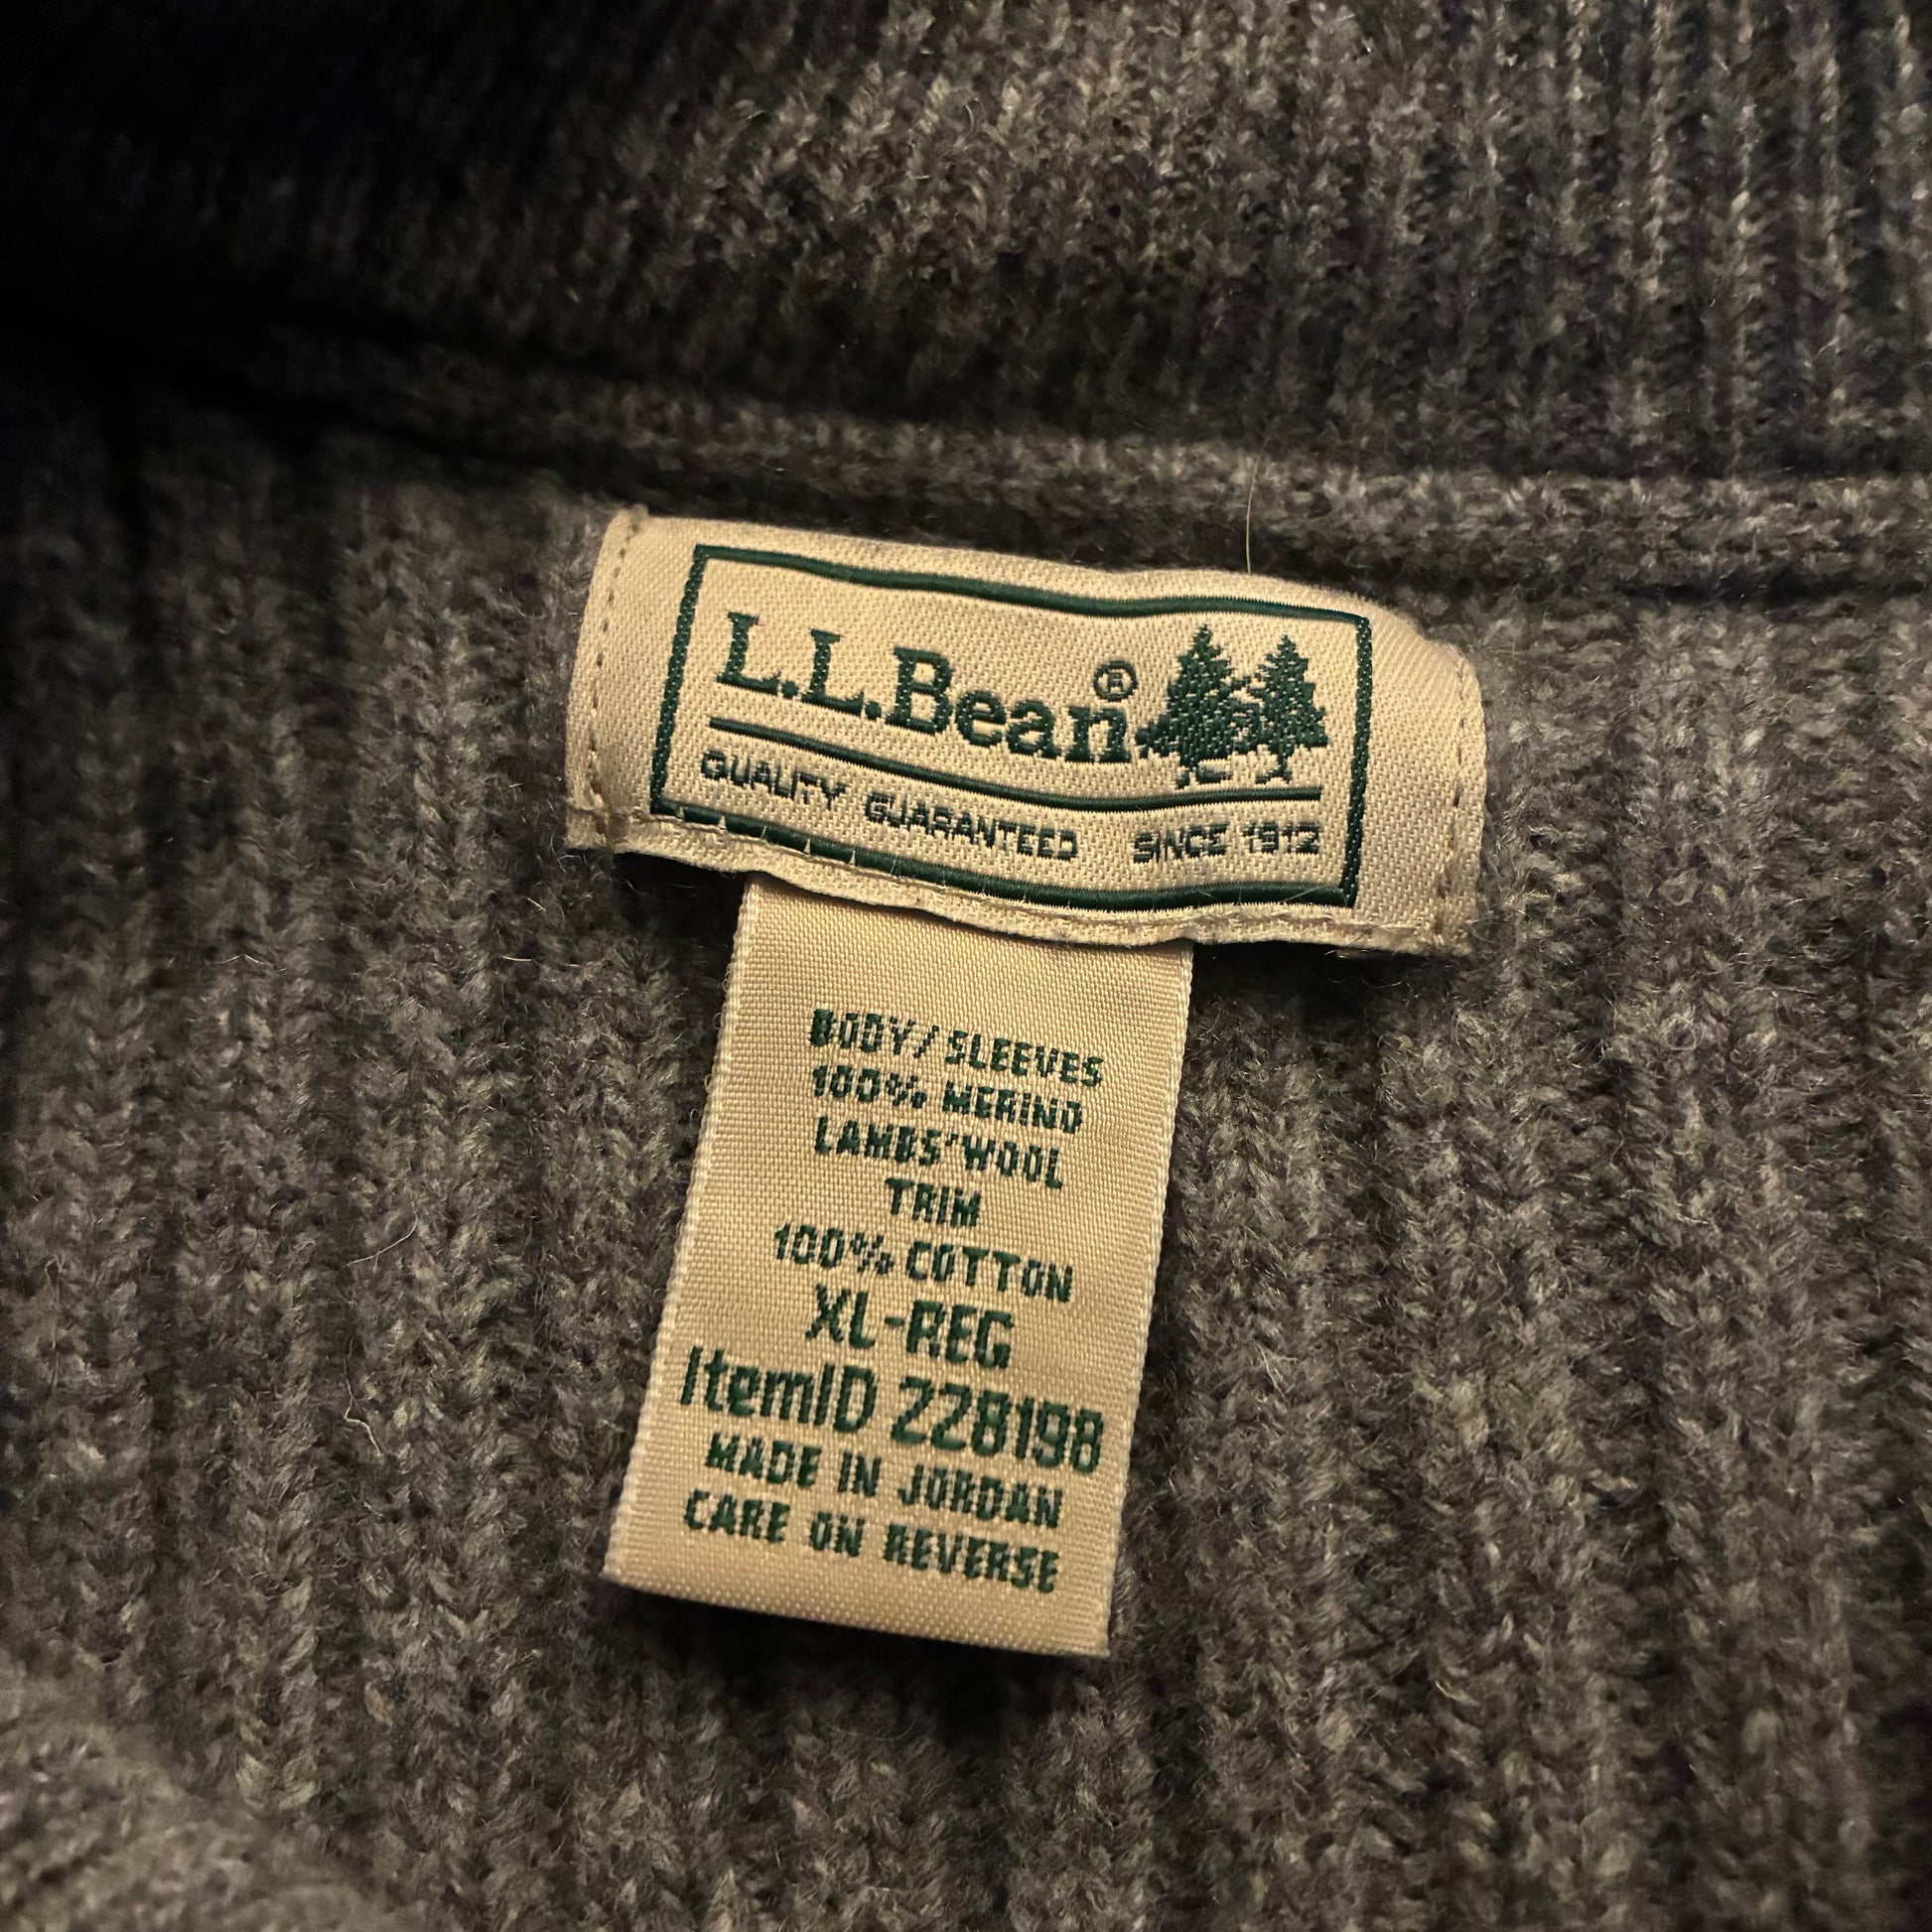 L.L.Bean®
QUALITY GUARANTEED SINCE 1912
BODY/SLEEVES
100% MERINO
LAMBS'WOOL
TRIM
100% COTTON
XL-REG
ItemID 228198
MADE IN JORDAN
CARE ON REVERSE